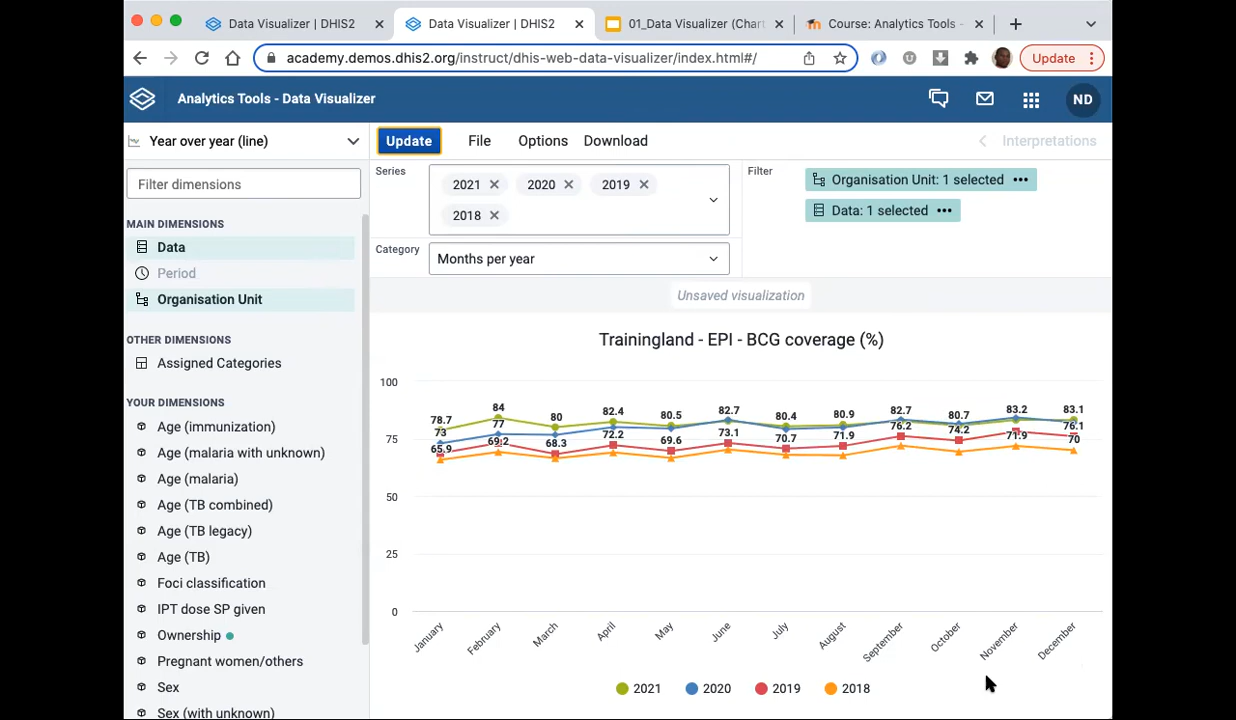 Data Visualizer | DHIS2
Data Visualizer | DHIS2
01_Data Visualizer (Chart
Course: Analytics Tools -
academy.demos.dhis2.org/instruct/dhis-web-data-visualizer/index.html#/
Update
Analytics Tools - Data Visualizer
ND
Year over year (line)
Update File Options Download
Interpretations
Filter dimensions
MAIN DIMENSIONS
Data
Period
Organisation Unit
OTHER DIMENSIONS
Assigned Categories
YOUR DIMENSIONS
Age (immunization)
Age (malaria with unknown)
Age (malaria)
Age (TB combined)
Age (TB legacy)
Age (TB)
Foci classification
IPT dose SP given
Ownership
Pregnant women/others
Sex
Sex (with unknown)
Series
2021 2020 2019
2018
Category
Months per year
Filter
Organisation Unit: 1 selected
Data: 1 selected
Unsaved visualization
Trainingland - EPI - BCG coverage (%)
100
75
50
25
0
78.7 84 80 82.4 80.5 82.7 80.4 80.9 82.7 80.7 83.2 83.1
73 77 76.2 74.2 76.1
65.9 69.2 68.3 72.2 69.6 73.1 70.7 71.9 71.9 70
January February March April May June July August September October November December
2021 2020 2019 2018